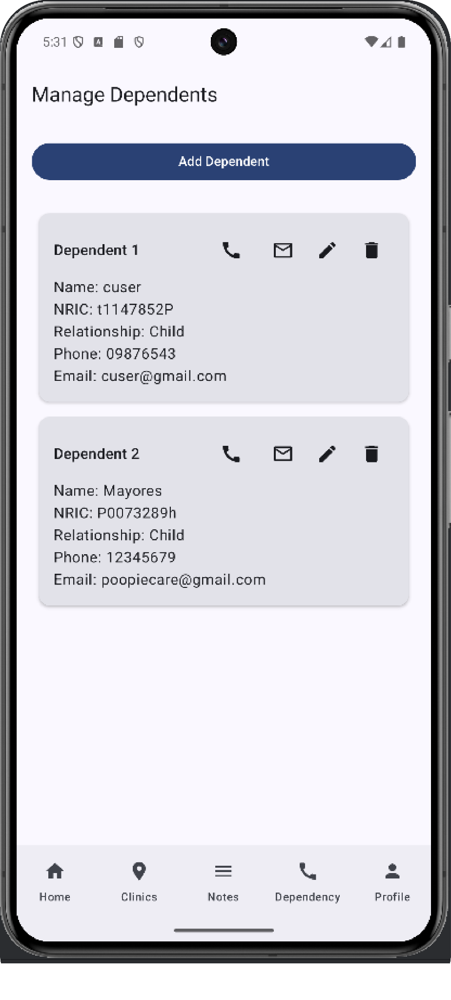 5:31
Manage Dependents
Add Dependent
Dependent 1
Name: cuser
NRIC: t1147852P
Relationship: Child
Phone: 09876543
Email: cuser@gmail.com
Dependent 2
Name: Mayores
NRIC: P0073289h
Relationship: Child
Phone: 12345679
Email: poopiecare@gmail.com
Home Clinics Notes Dependency Profile